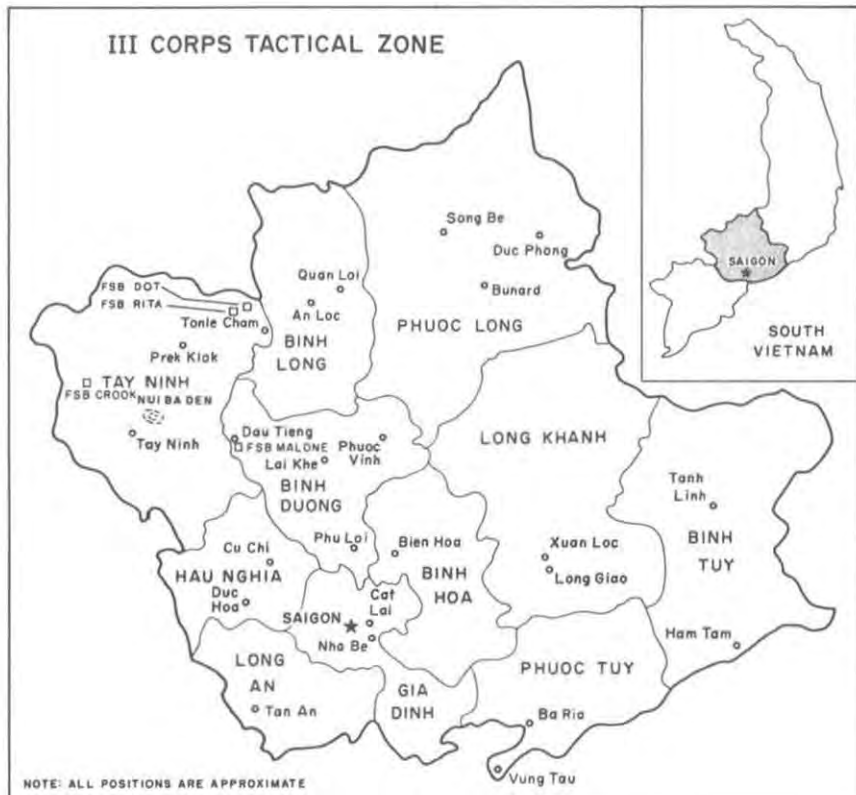 III CORPS TACTICAL ZONE
SAIGON
SOUTH
VIETNAM
Song Be
Duc Phong
Bunard
PHUOC LONG
Quan Loi
An Loc
BINH
LONG
FSB DOT
FSB RITA
Tonle Cham
Prek Klok
TAY NINH
FSB CROOK
NUI BA DEN
Tay Ninh
Dau Tieng
FSB MALONE
Lai Khe
Phuoc
Vinh
BINH
DUONG
Phu Loi
LONG KHANH
Xuan Loc
Long Giao
Tanh
Linh
BINH
TUY
Ham Tam
Cu Chi
HAU NGHIA
Duc
Hoa
Bien Hoa
BINH
HOA
Cat
Lai
SAIGON
Nha Be
LONG
AN
Tan An
GIA
DINH
PHUOC TUY
Ba Ria
Vung Tau
NOTE: ALL POSITIONS ARE APPROXIMATE